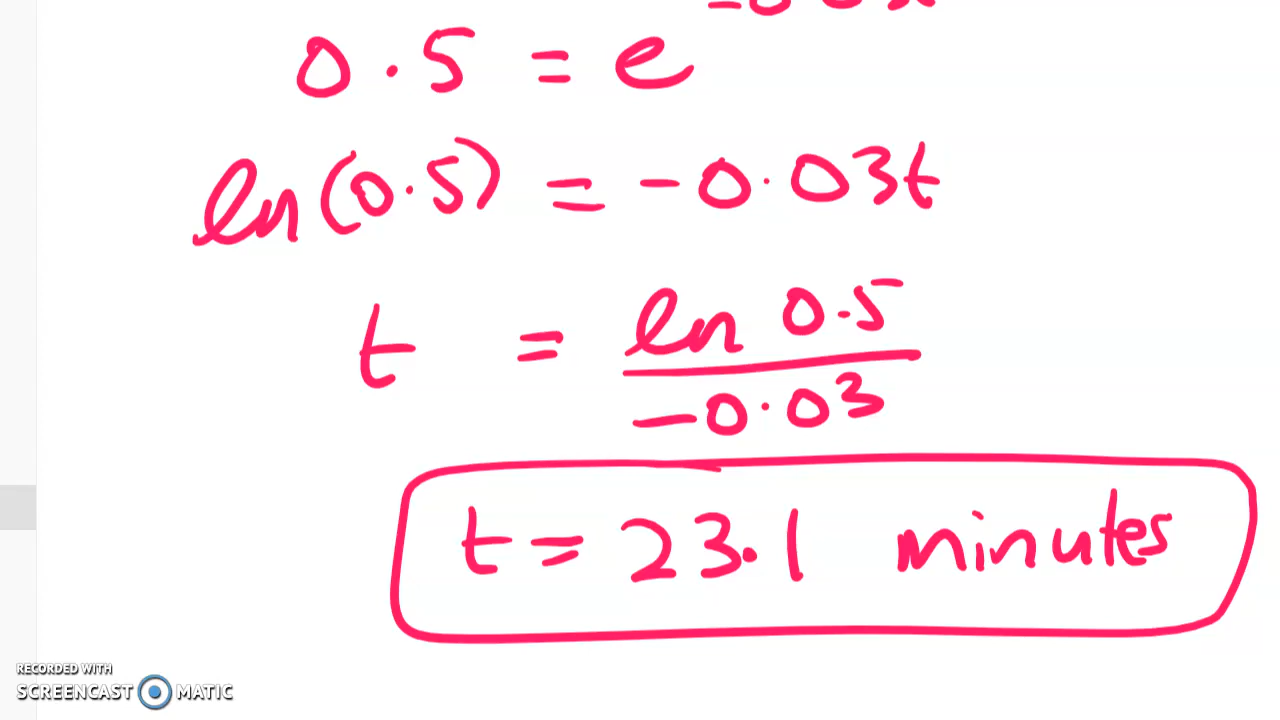 0.5 = e
ln(0.5) = -0.03t
t = ln 0.5
-0.03
t = 23.1 minutes
RECORDED WITH
SCREENCAST MATIC